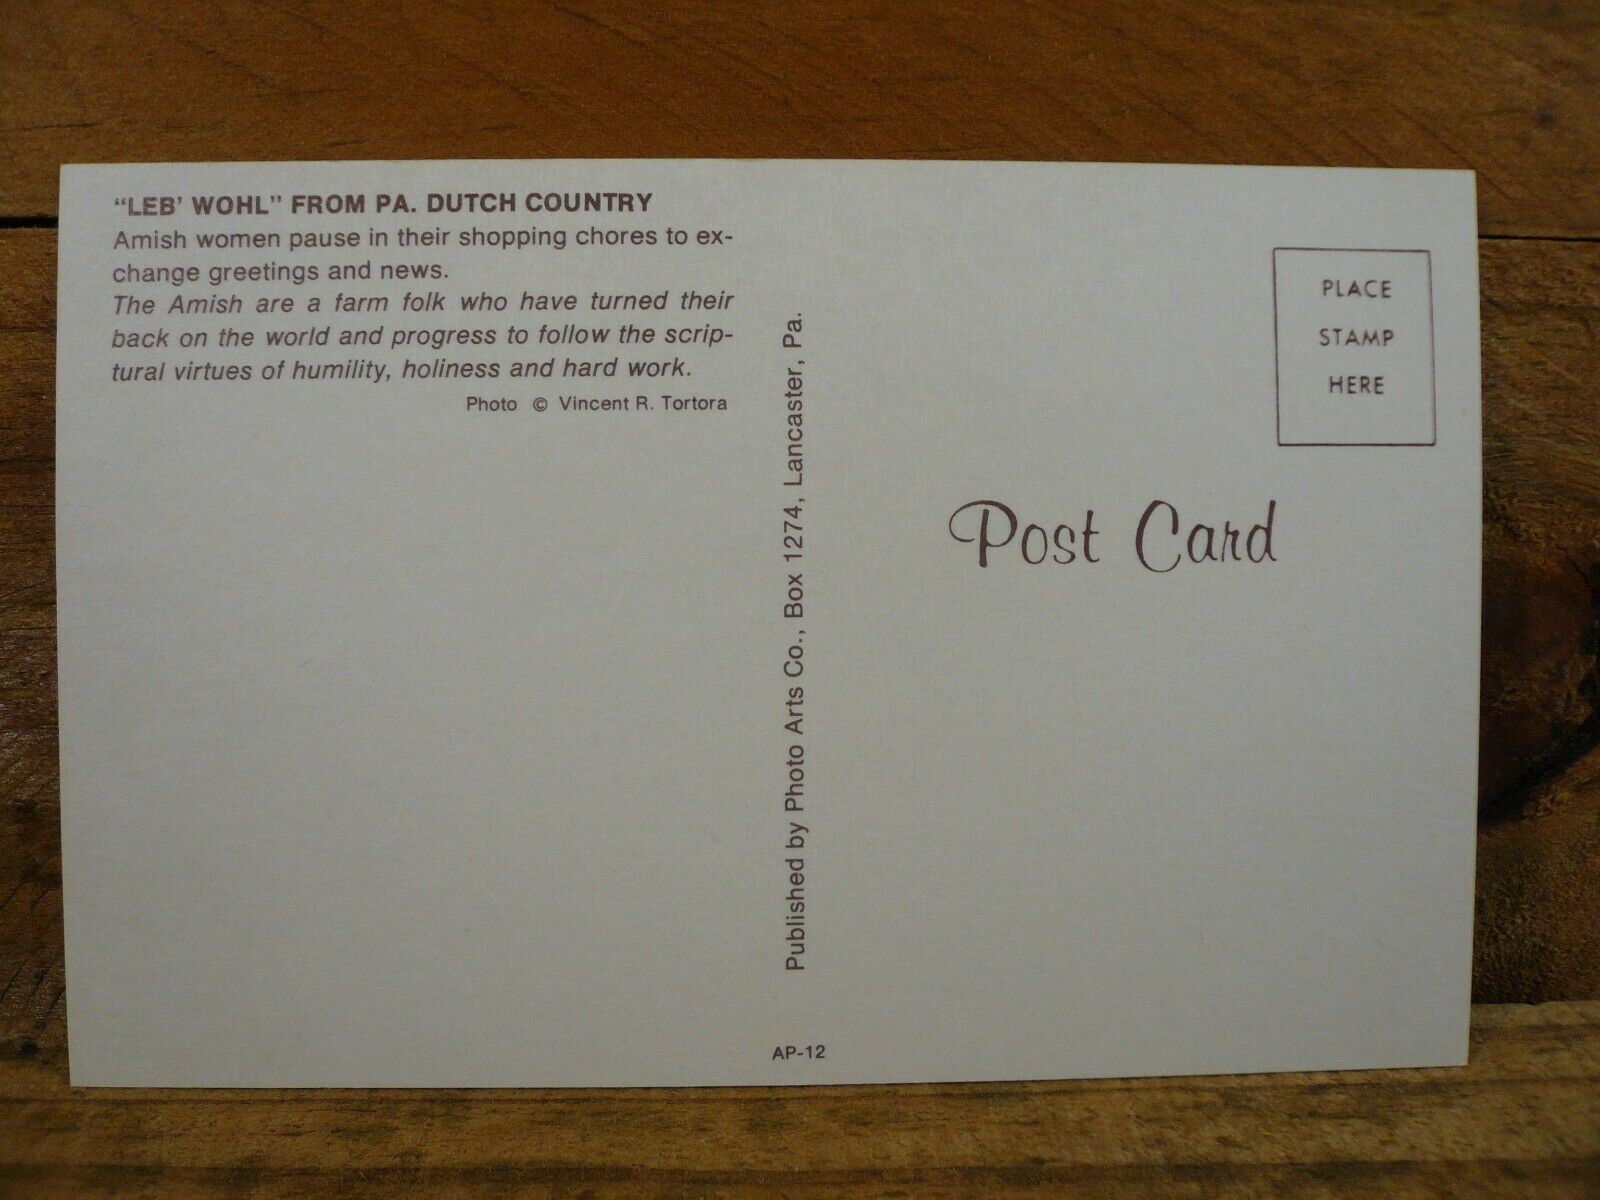 “LEB’ WOHL” FROM PA. DUTCH COUNTRY
Amish women pause in their shopping chores to ex-
change greetings and news.
The Amish are a farm folk who have turned their
back on the world and progress to follow the scrip-
tural virtues of humility, holiness and hard work.
Photo © Vincent R. Tortora
Published by Photo Arts Co., Box 1274, Lancaster, Pa.
AP-12
PLACE
STAMP
HERE
Post Card